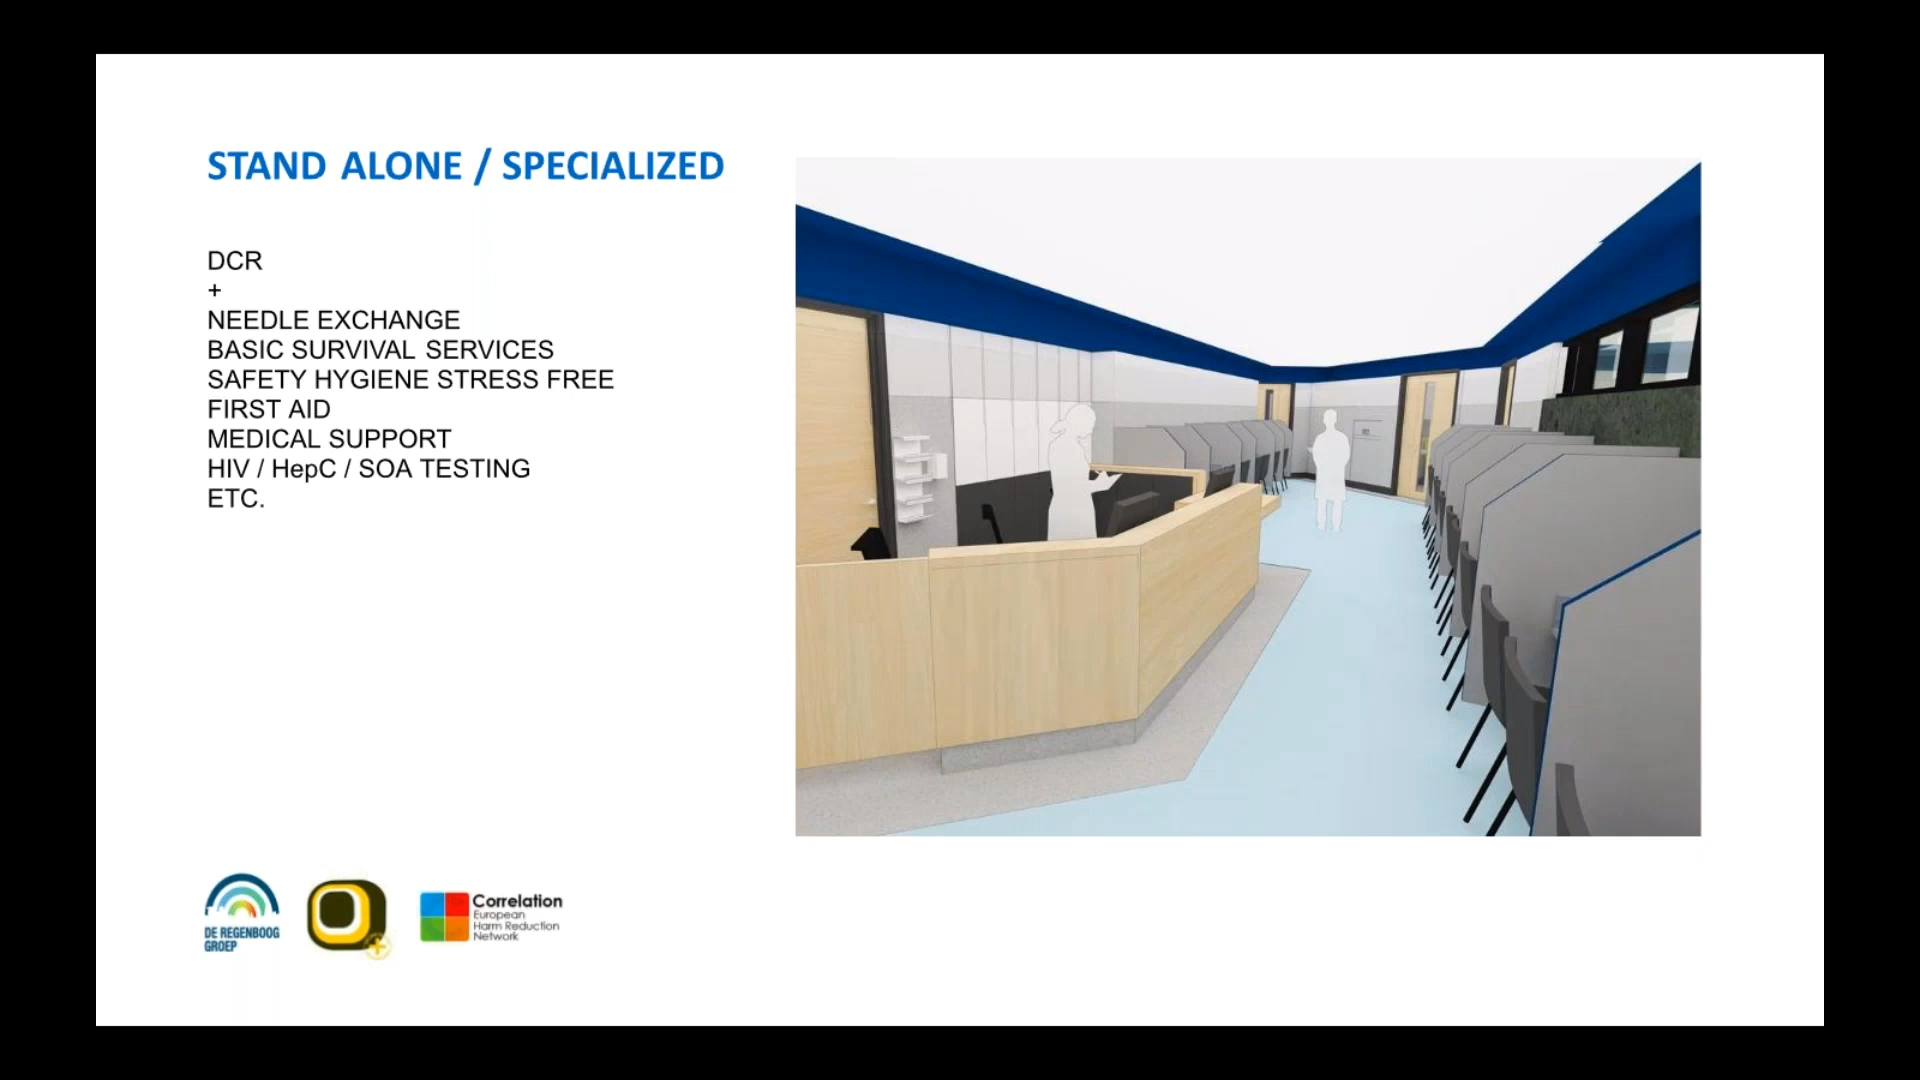 STAND ALONE / SPECIALIZED
DCR
+
NEEDLE EXCHANGE
BASIC SURVIVAL SERVICES
SAFETY HYGIENE STRESS FREE
FIRST AID
MEDICAL SUPPORT
HIV / HepC / SOA TESTING
ETC.
DE REGENBOOG
GROEP
Correlation
European
Harm Reduction
Network